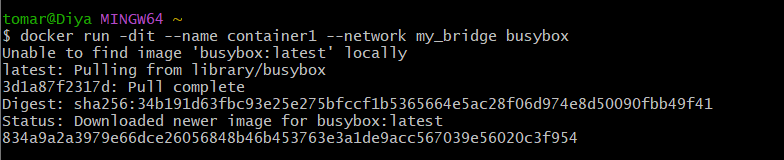 tomar@Diya MINGW64 ~
$ docker run -dit --name container1 --network my_bridge busybox
Unable to find image 'busybox:latest' locally
latest: Pulling from library/busybox
3d1a87f2317d: Pull complete
Digest: sha256:34b191d63fbc93e25e275bfccf1b5365664e5ac28f06d974e8d50090fbb49f41
Status: Downloaded newer image for busybox:latest
834a9a2a3979e66dce26056848b46b453763e3a1de9acc567039e56020c3f954